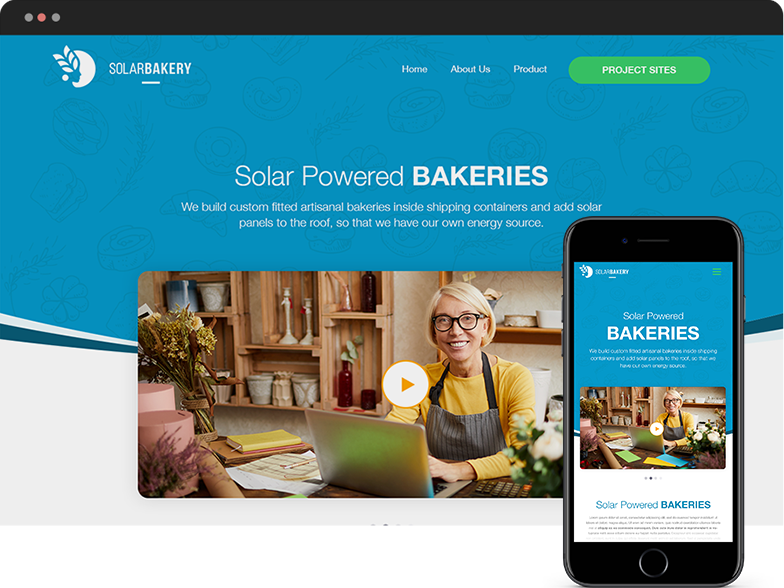 SOLARBAKERY
Home About Us Product PROJECT SITES
Solar Powered BAKERIES
We build custom fitted artisanal bakeries inside shipping containers and add solar
panels to the roof, so that we have our own energy source.
SOLARBAKERY
Solar Powered
BAKERIES
We build custom fitted artisanal bakeries inside shipping
containers and add solar panels to the roof, so that we
have our own energy source.
Solar Powered BAKERIES